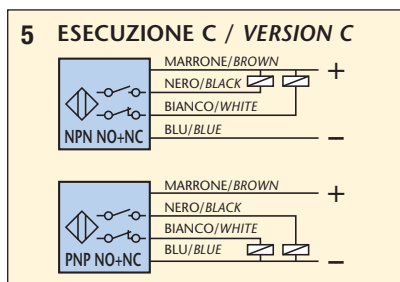 5 ESECUZIONE C / VERSION C
MARRONE/BROWN +
NERO/BLACK
BIANCO/WHITE
BLU/BLUE –
NPN NO+NC
MARRONE/BROWN +
NERO/BLACK
BIANCO/WHITE
BLU/BLUE –
PNP NO+NC